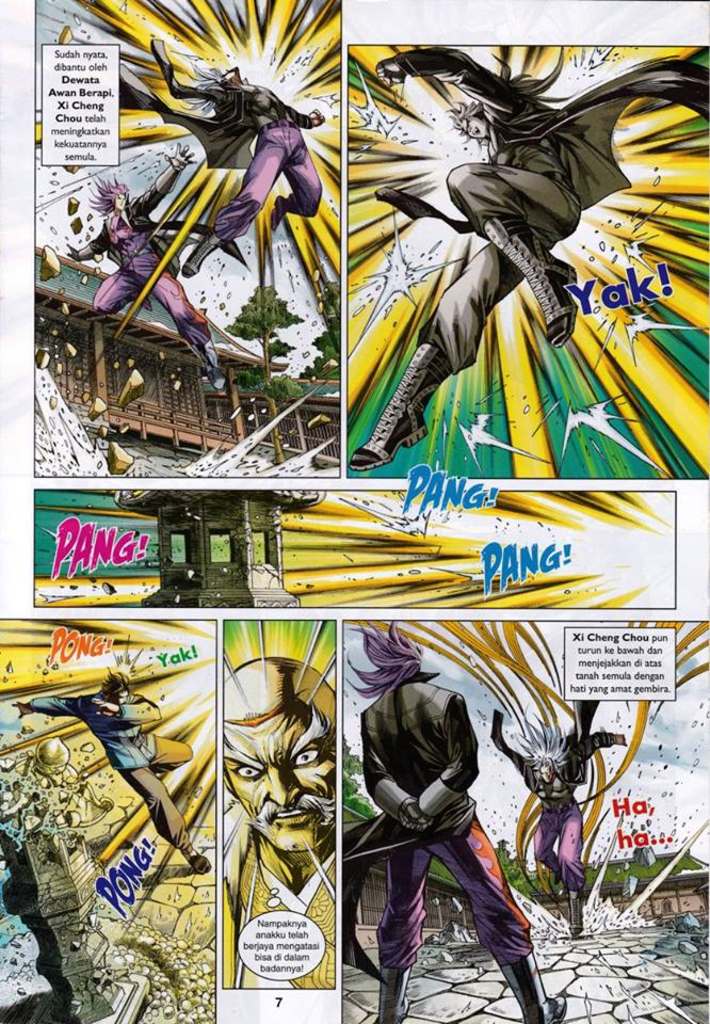 Sudah nyata,
dibantu oleh
Dewata
Awan Berapi,
Xi Cheng
Chou telah
meningkatkan
kekuatannya
semula.
Yak!
PANG!
PANG!
PANG!
PONG!
Yak!
PONG!
Nampaknya
anakku telah
berjaya mengatasi
bisa di dalam
badannya!
Xi Cheng Chou pun
turun ke bawah dan
menjejakkan di atas
tanah semula dengan
hati yang amat gembira.
Ha,
ha...
7